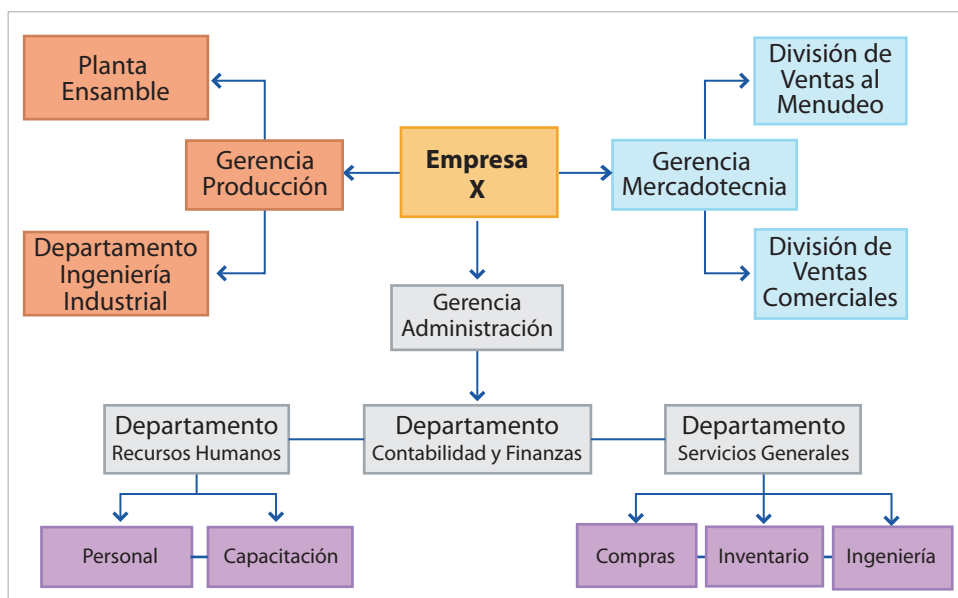 Planta
Ensamble
División de
Ventas al
Menudeo
Gerencia
Producción
Empresa
X
Gerencia
Mercadotecnia
Departamento
Ingeniería
Industrial
División de
Ventas
Comerciales
Gerencia
Administración
Departamento
Recursos Humanos
Departamento
Contabilidad y Finanzas
Departamento
Servicios Generales
Personal
Capacitación
Compras
Inventario
Ingeniería